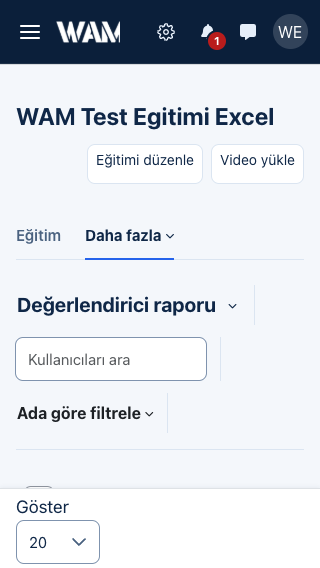 WAM
1
WE
WAM Test Egitimi Excel
Eğitimi düzenle
Video yükle
Eğitim
Daha fazla
Değerlendirici raporu
Kullanıcıları ara
Ada göre filtrele
Göster
20